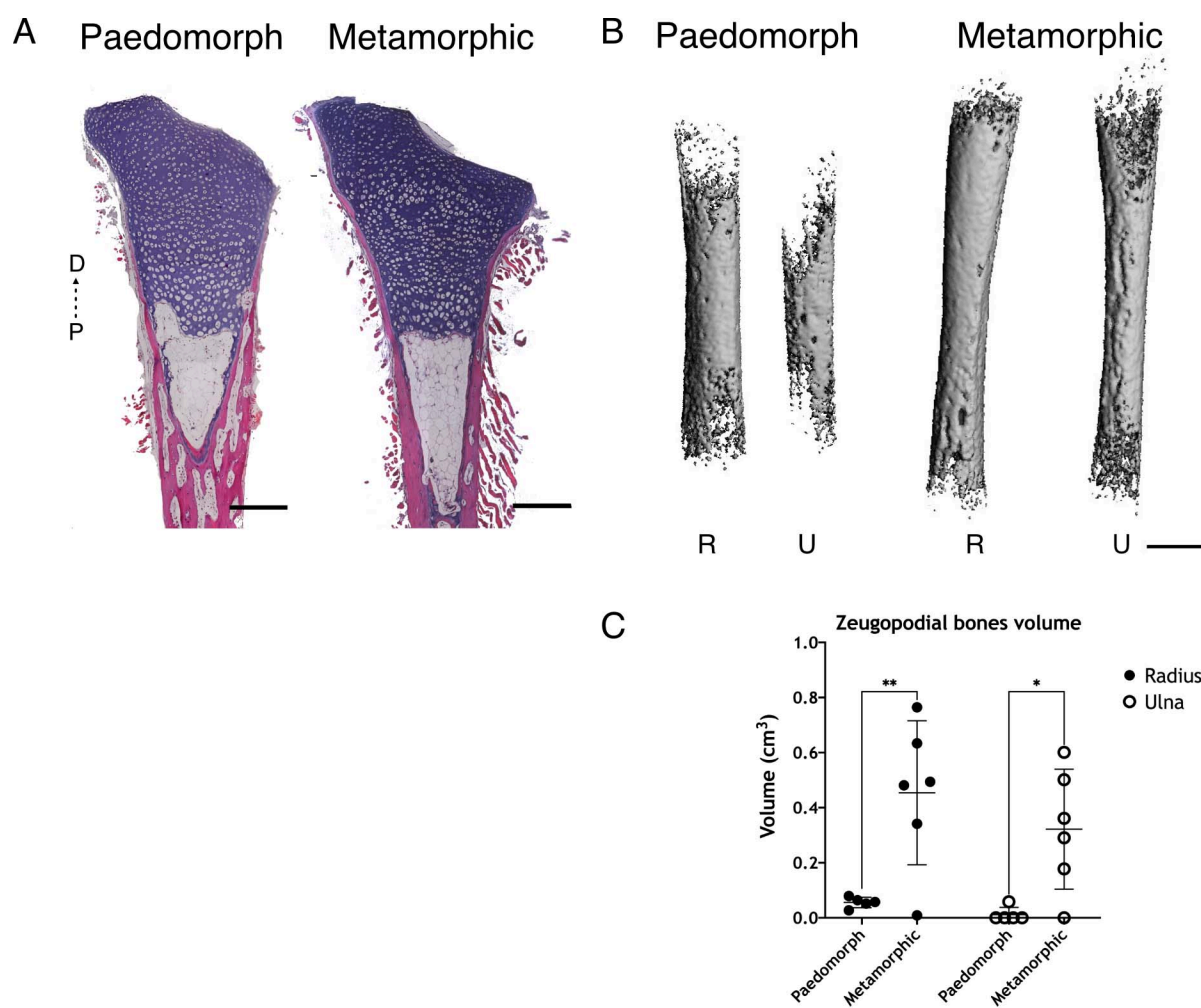 A
Paedomorph Metamorphic
D
P
B
Paedomorph Metamorphic
R U R U
C
Zeugopodial bones volume
1.0
0.8
0.6
0.4
0.2
0.0
Volume (cm³)
** *
Radius
Ulna
Paedomorph Metamorphic Paedomorph Metamorphic